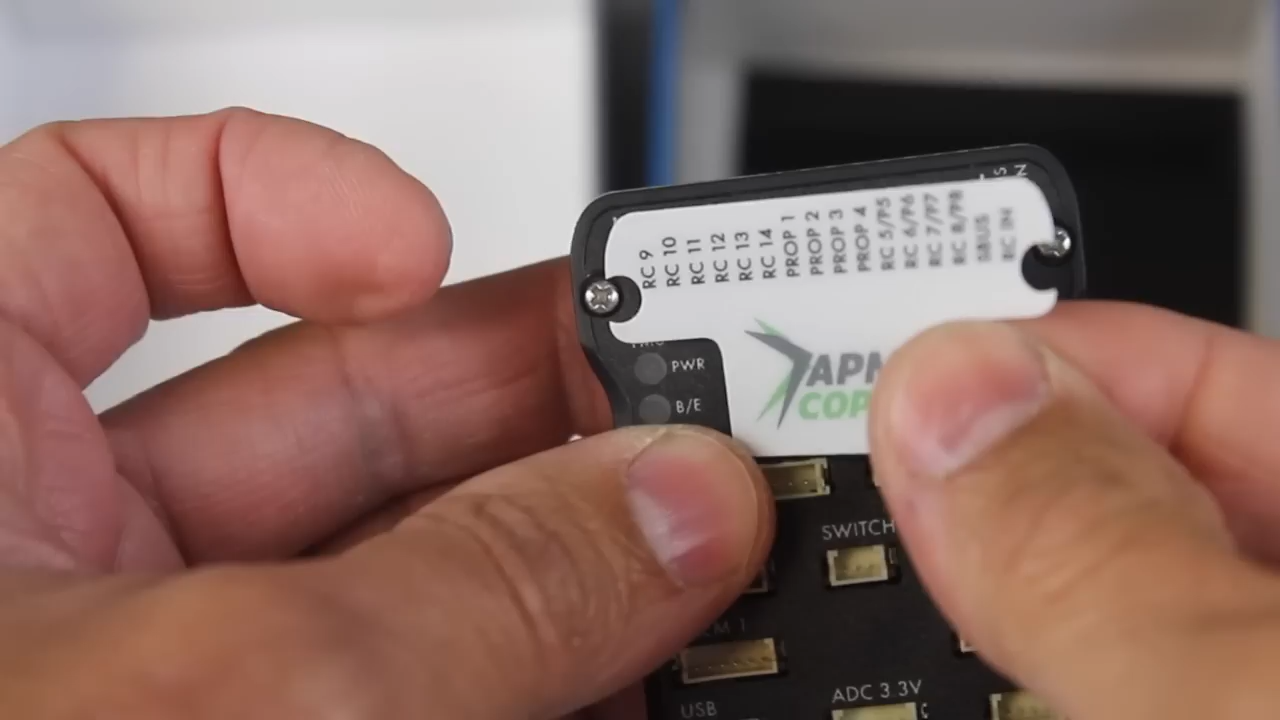 RC 9
RC 10
RC 11
RC 12
RC 13
RC 14
PROP 1
PROP 2
PROP 3
PROP 4
RC 5/P5
RC 6/P6
RC 7/P7
RC 8/P8
SBUS
RC IN
PWR
B/E
APM
COP
SWITCH
ADC 3.3V
USB